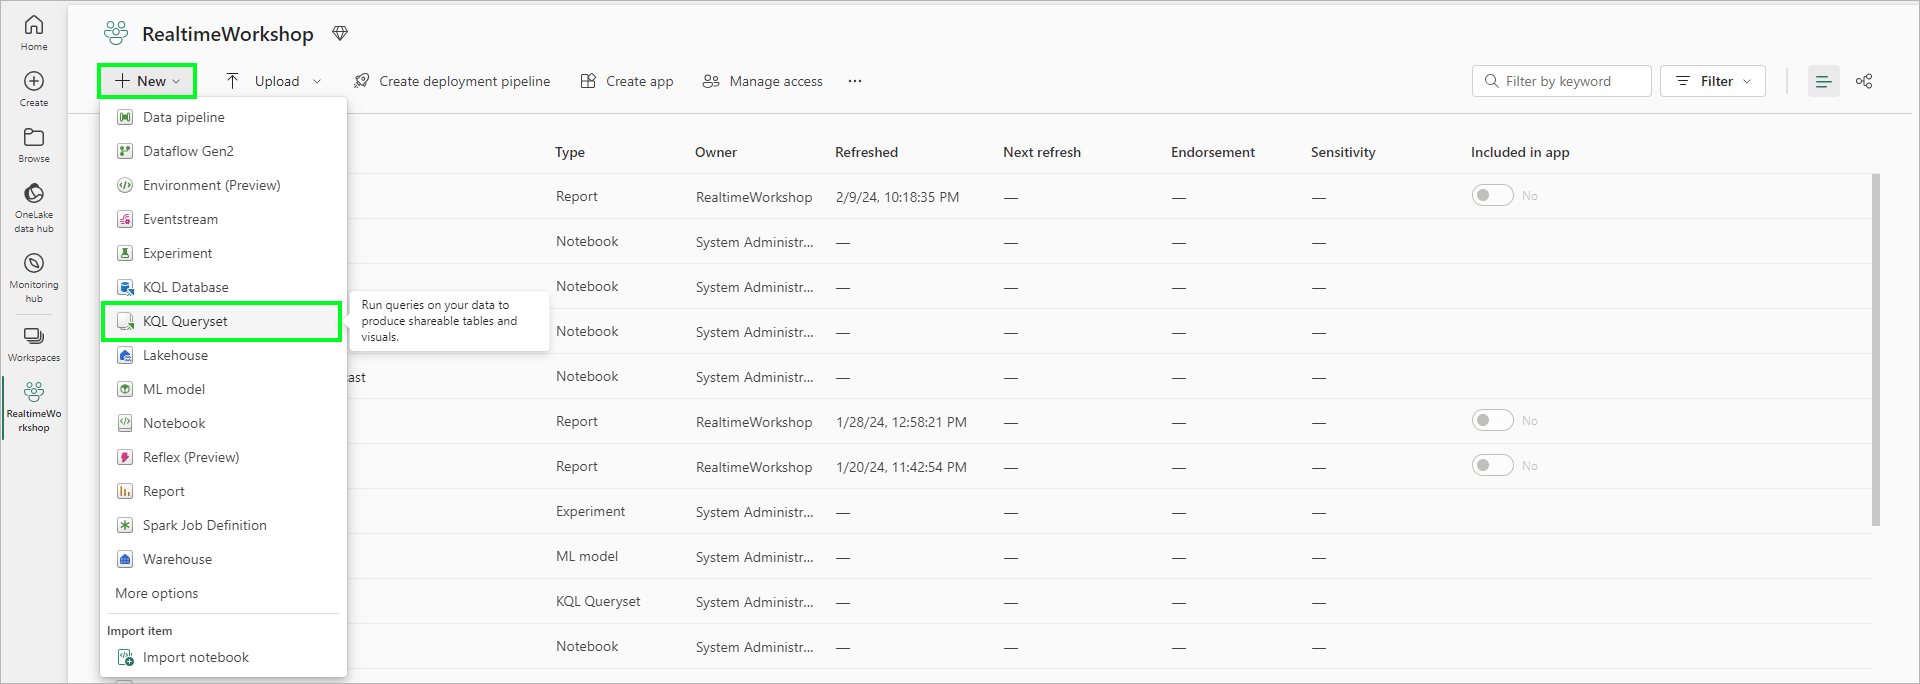 RealtimeWorkshop
Home
Create
Browse
OneLake
data hub
Monitoring
hub
Workspaces
RealtimeWo
rkshop
New
Upload
Create deployment pipeline
Create app
Manage access
Filter by keyword
Filter
Data pipeline
Dataflow Gen2
Environment (Preview)
Eventstream
Experiment
KQL Database
KQL Queryset
Lakehouse
ML model
Notebook
Reflex (Preview)
Report
Spark Job Definition
Warehouse
More options
Import item
Import notebook
Run queries on your data to
produce shareable tables and
visuals.
Type Owner Refreshed Next refresh Endorsement Sensitivity Included in app
Report RealtimeWorkshop 2/9/24, 10:18:35 PM — — — No
Notebook System Administr... — — — —
Notebook System Administr... — — — —
Notebook System Administr... — — — —
ast Notebook System Administr... — — — —
Report RealtimeWorkshop 1/28/24, 12:58:21 PM — — — No
Report RealtimeWorkshop 1/20/24, 11:42:54 PM — — — No
Experiment System Administr... — — — —
ML model System Administr... — — — —
KQL Queryset System Administr... — — — —
Notebook System Administr... — — — —